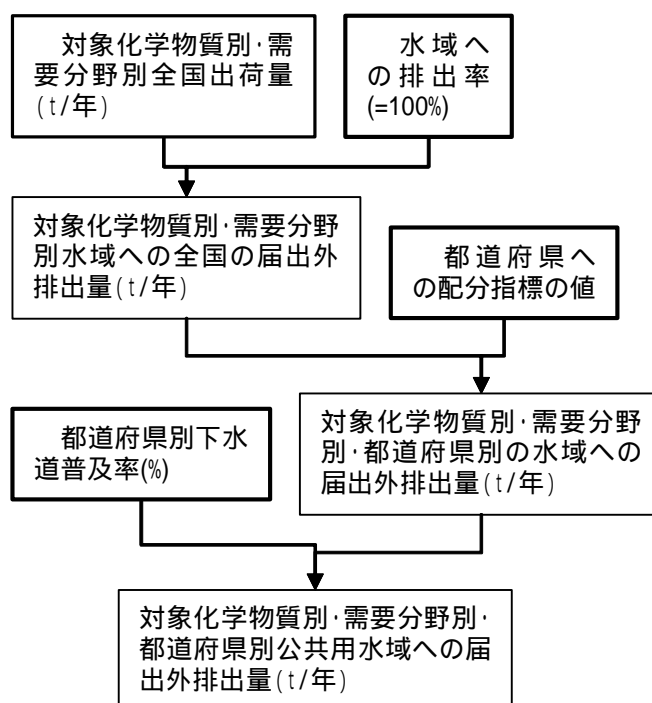 対象化学物質別・需
要分野別全国出荷量
(t/年)
水域へ
の排出率
(=100%)
対象化学物質別・需要分野
別水域への全国の届出外
排出量(t/年)
都道府県へ
の配分指標の値
都道府県別下水
道普及率(%)
対象化学物質別・需要分野
別・都道府県別の水域への
届出外排出量(t/年)
対象化学物質別・需要分野別・
都道府県別公共用水域への届
出外排出量(t/年)